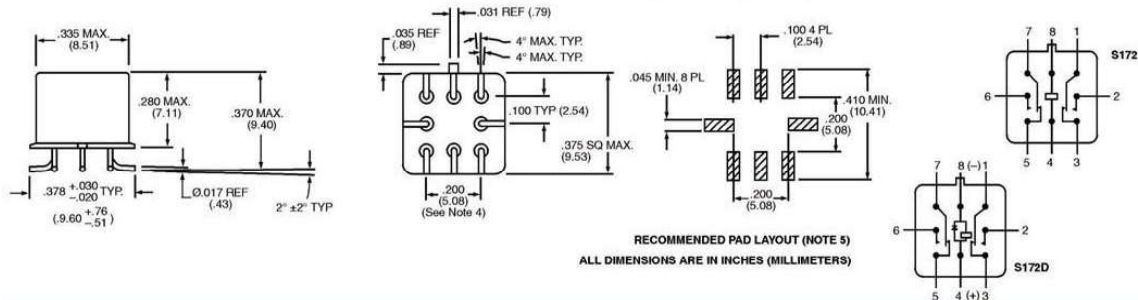 .335 MAX.
(8.51)
.280 MAX.
(7.11)
.370 MAX.
(9.40)
.378 +.030 -.020 TYP.
(.9.60 +.76 -.51 )
Ø.017 REF
(.43)
2° ±2° TYP
.031 REF (.79)
.035 REF
(.89)
4° MAX. TYP.
4° MAX. TYP.
.100 TYP (2.54)
.375 SQ MAX.
(9.53)
.200
(5.08)
(See Note 4)
.100 4 PL
(2.54)
.045 MIN. 8 PL
(1.14)
.410 MIN.
(10.41)
.200
(5.08)
.200
(5.08)
RECOMMENDED PAD LAYOUT (NOTE 5)
ALL DIMENSIONS ARE IN INCHES (MILLIMETERS)
7 8 1
S172
6 2
5 4 3
7 8 (–) 1
6 2
S172D
5 4 (+) 3